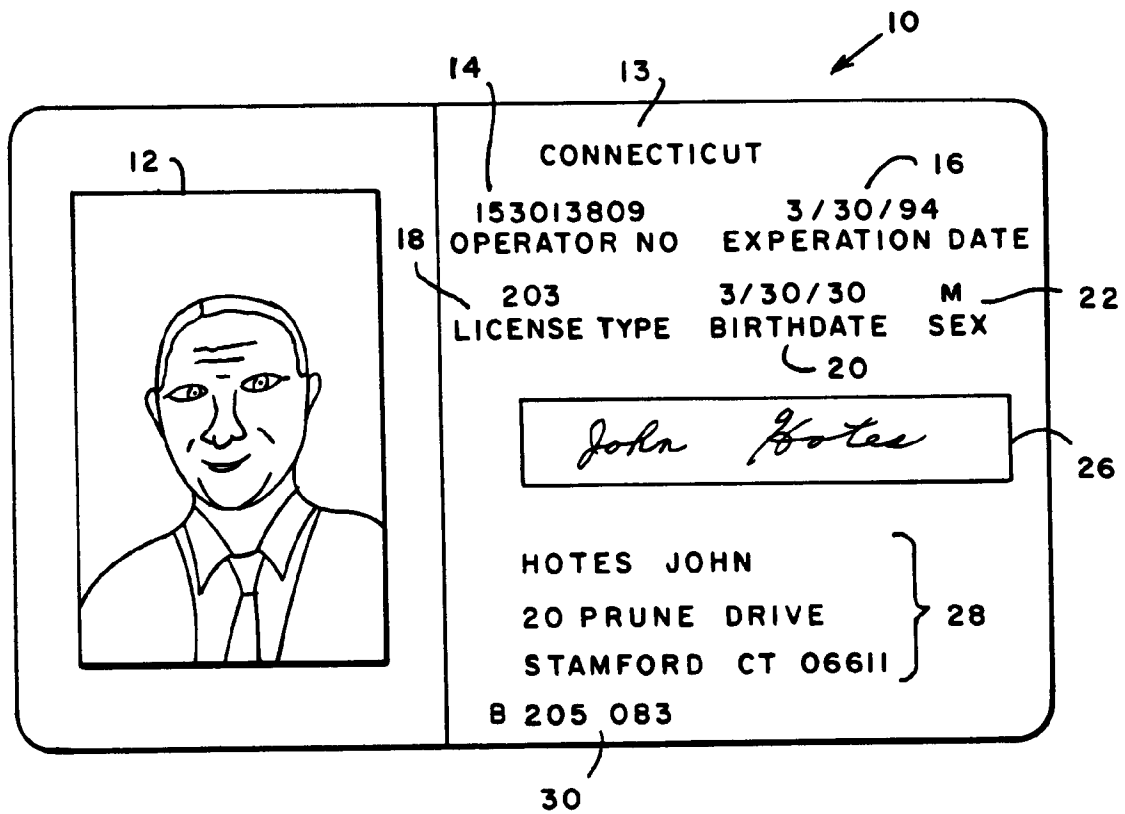 10
14 13
CONNECTICUT
12 16
153013809 3/30/94
18 OPERATOR NO EXPERATION DATE
203 3/30/30 M 22
LICENSE TYPE BIRTHDATE SEX
20
John Hotes
26
HOTES JOHN
20 PRUNE DRIVE 28
STAMFORD CT 06611
B 205 083
30